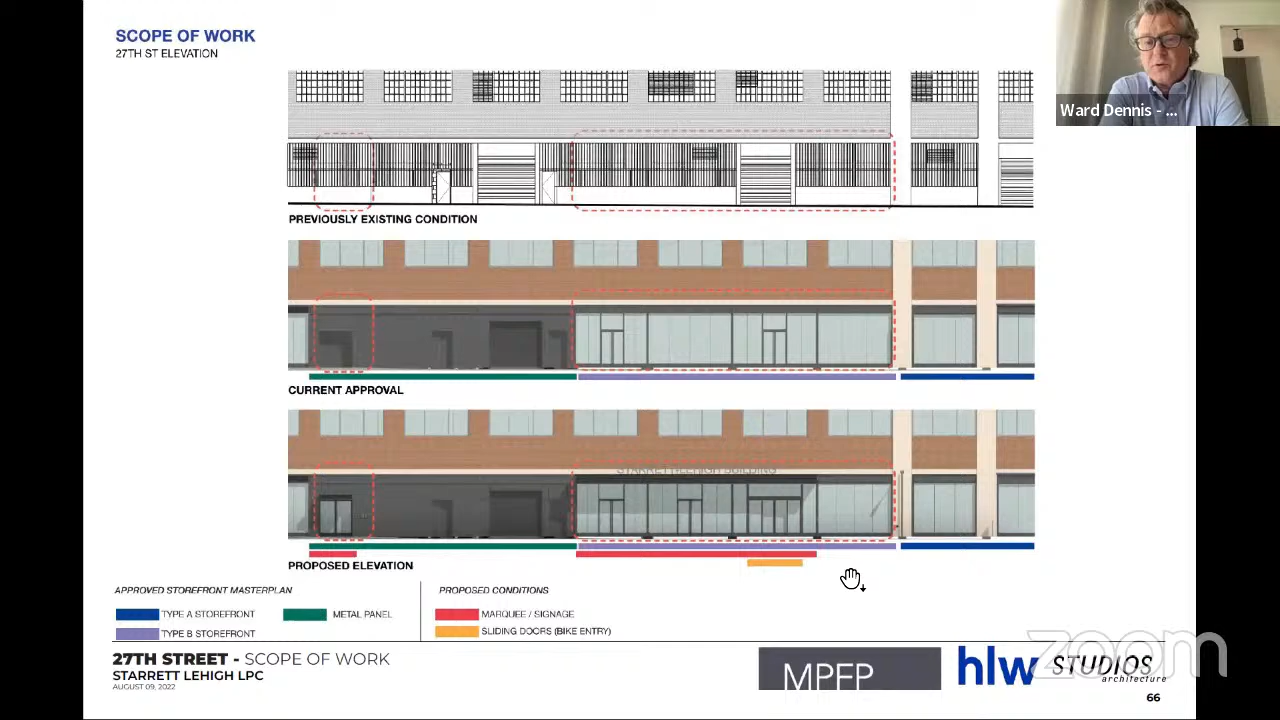 SCOPE OF WORK
27TH ST ELEVATION
Ward Dennis - ...
PREVIOUSLY EXISTING CONDITION
CURRENT APPROVAL
STARRETT-LEHIGH BUILDING
PROPOSED ELEVATION
APPROVED STOREFRONT MASTERPLAN
TYPE A STOREFRONT
METAL PANEL
TYPE B STOREFRONT
PROPOSED CONDITIONS
MARQUEE / SIGNAGE
SLIDING DOORS (BIKE ENTRY)
27TH STREET - SCOPE OF WORK
STARRETT LEHIGH LPC
AUGUST 09, 2022
MPFP
hlw
STUDIOS
architecture
zoom
66